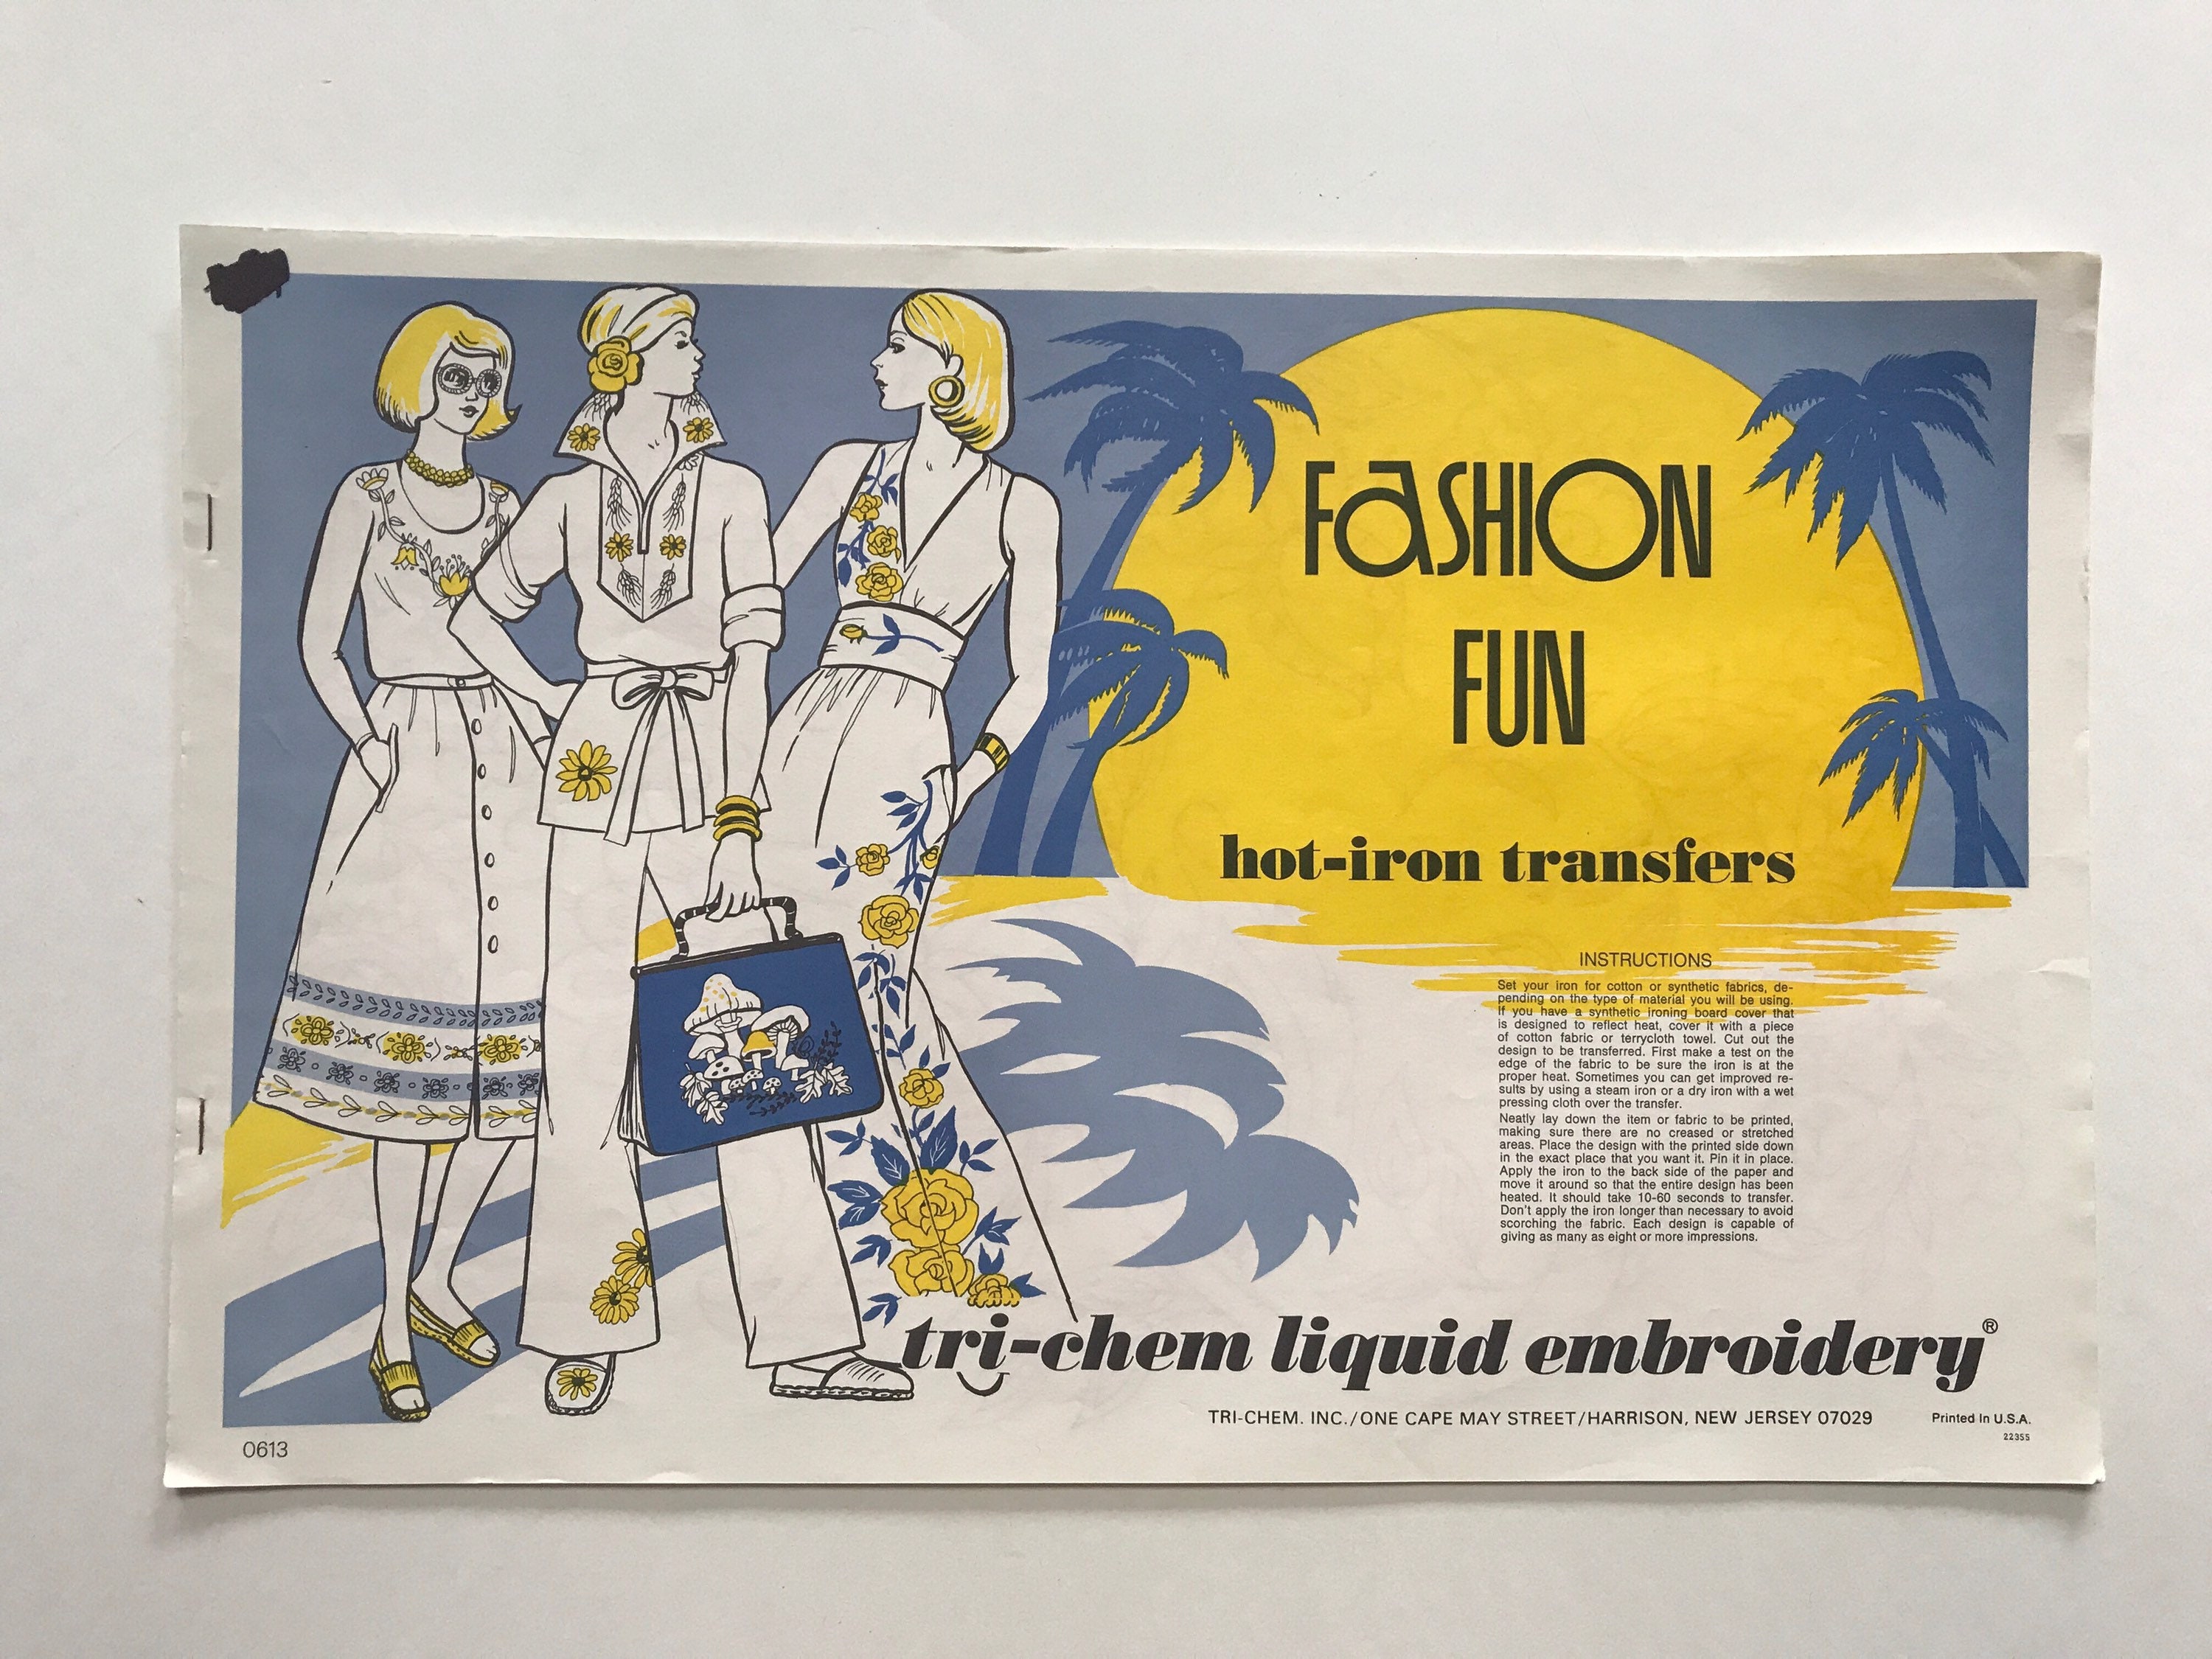 FaSHION
FUN
hot-iron transfers
INSTRUCTIONS
Set your iron for cotton or synthetic fabrics, de-
pending on the type of material you will be using.
If you have a synthetic ironing board cover that
is designed to reflect heat, cover it with a piece
of cotton fabric or terrycloth towel. Cut out the
design to be transferred. First make a test on the
edge of the fabric to be sure the iron is at the
proper heat. Sometimes you can get improved re-
sults by using a steam iron or a dry iron with a wet
pressing cloth over the transfer.
Neatly lay down the item or fabric to be printed,
making sure there are no creased or stretched
areas. Place the design with the printed side down
in the exact place that you want it. Pin it in place.
Apply the iron to the back side of the paper and
move it around so that the entire design has been
heated. It should take 10-60 seconds to transfer.
Don't apply the iron longer than necessary to avoid
scorching the fabric. Each design is capable of
giving as many as eight or more impressions.
tri-chem liquid embroidery®
TRI-CHEM. INC./ONE CAPE MAY STREET/HARRISON, NEW JERSEY 07029
Printed In U.S.A.
22355
0613